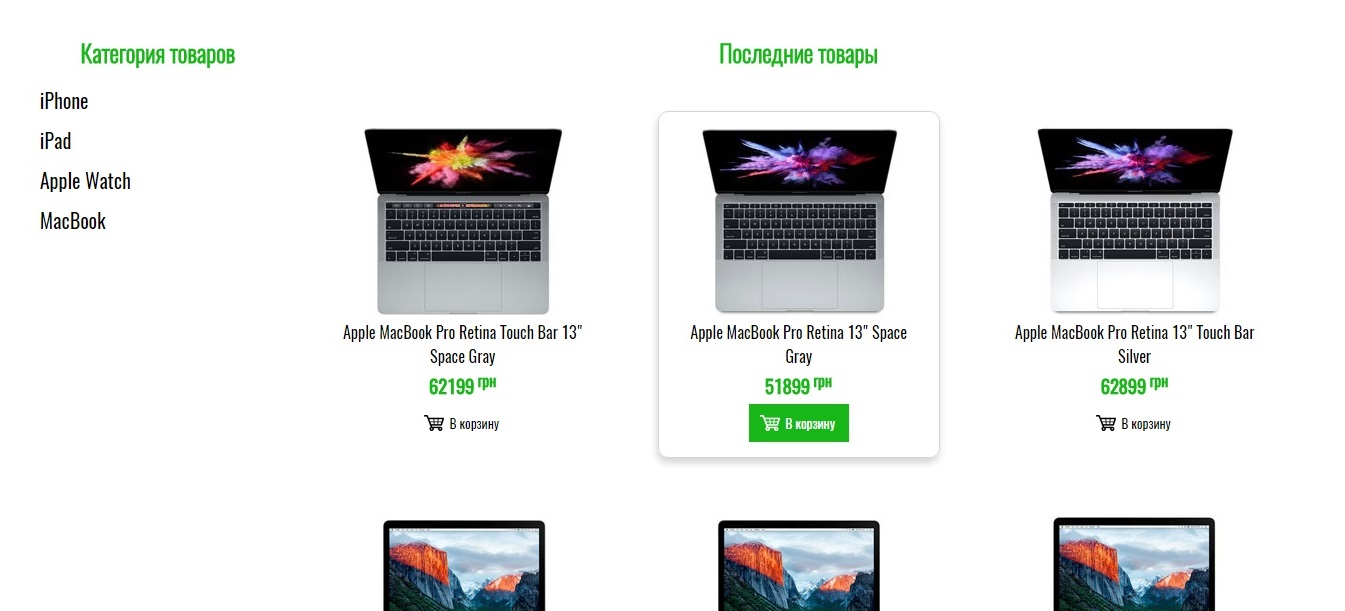 Категория товаров
iPhone
iPad
Apple Watch
MacBook
Последние товары
Apple MacBook Pro Retina Touch Bar 13"
Space Gray
62199 грн
В корзину
Apple MacBook Pro Retina 13" Space
Gray
51899 грн
В корзину
Apple MacBook Pro Retina 13" Touch Bar
Silver
62899 грн
В корзину